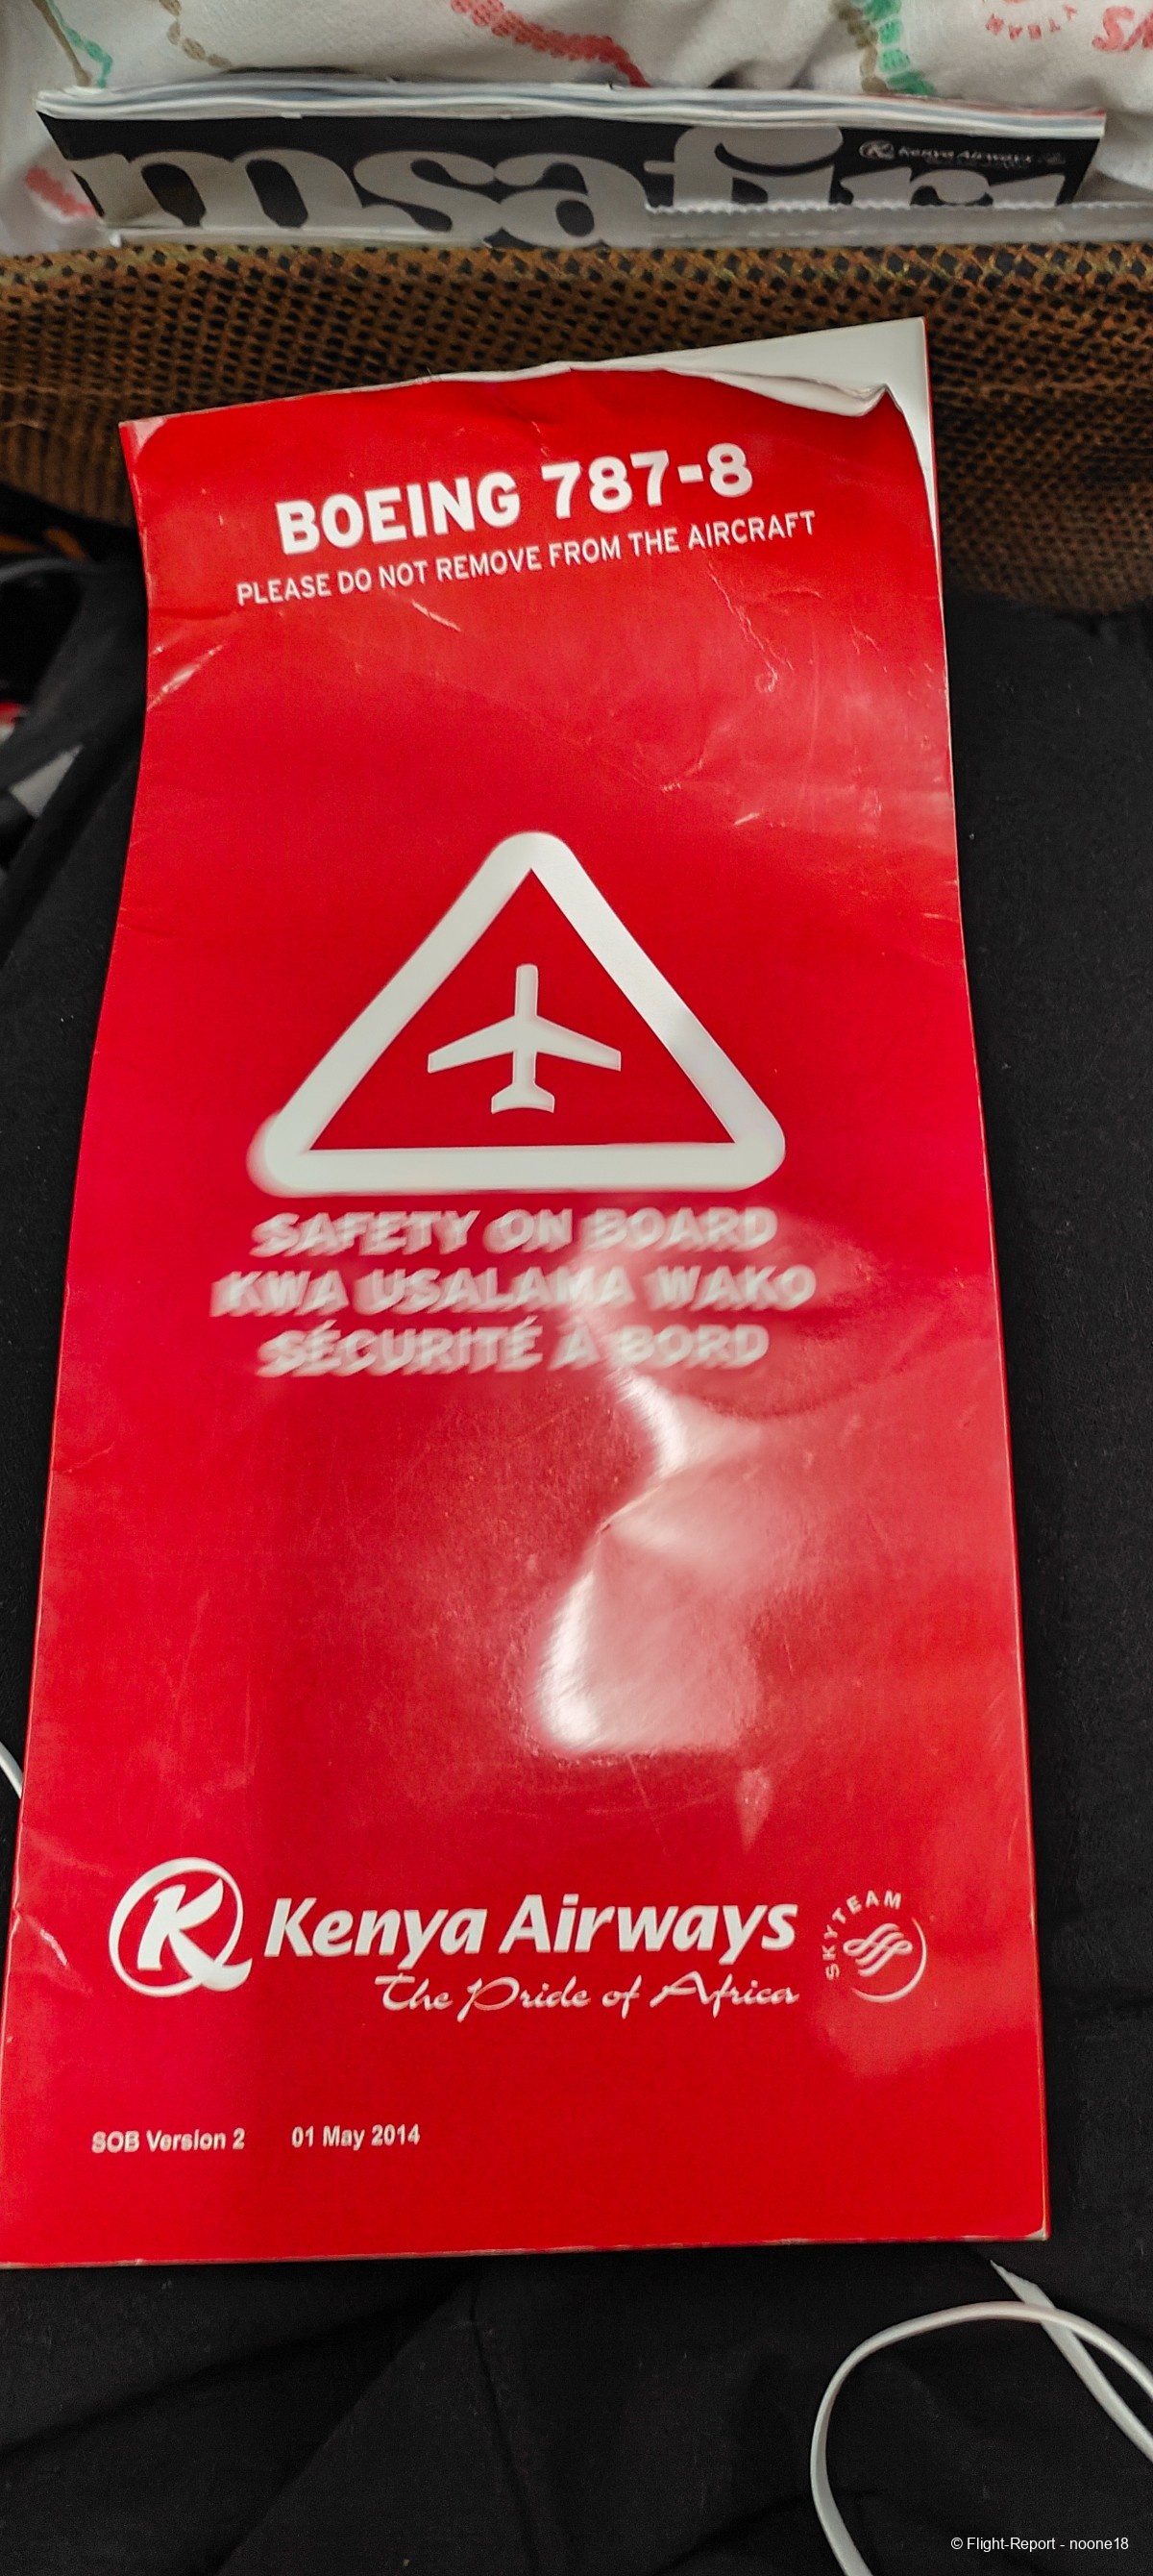 msafiri
Kenya Airways
BOEING 787-8
PLEASE DO NOT REMOVE FROM THE AIRCRAFT
SAFETY ON BOARD
KWA USALAMA WAKO
SÉCURITÉ À BORD
K Kenya Airways
The Pride of Africa
SKYTEAM
SOB Version 2 01 May 2014
© Flight-Report - noone18